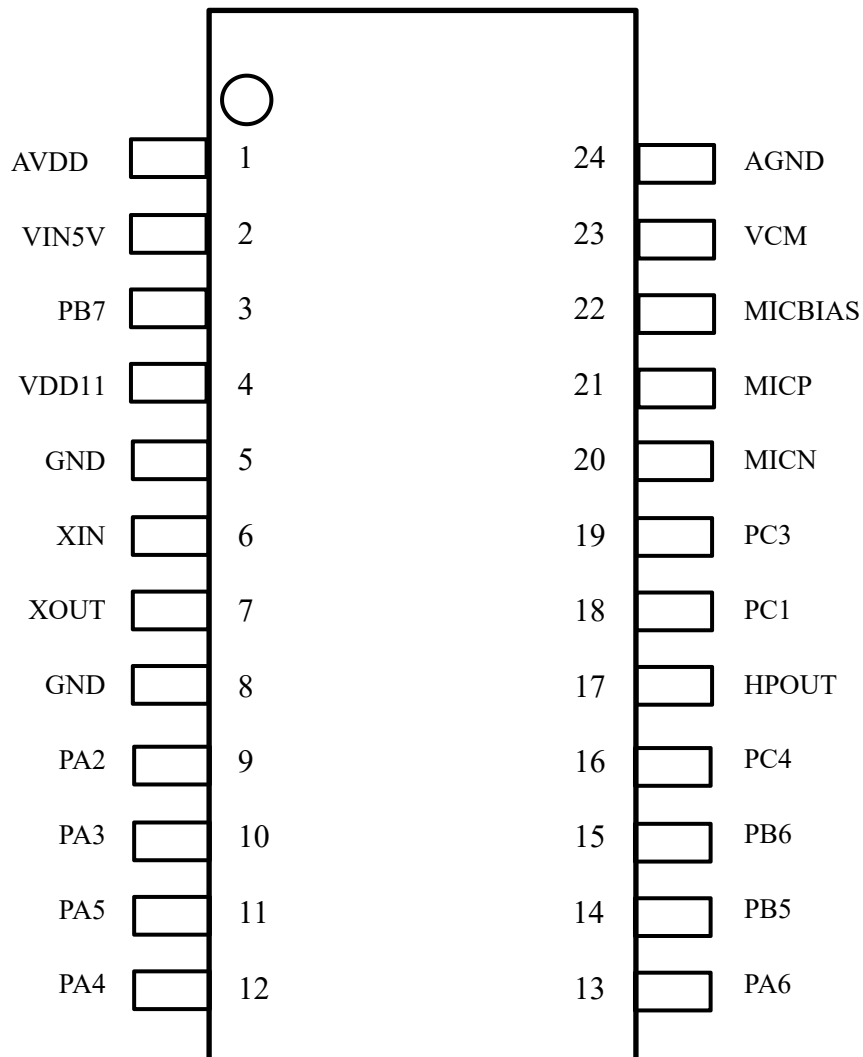 AVDD 1 24 AGND
VIN5V 2 23 VCM
PB7 3 22 MICBIAS
VDD11 4 21 MICP
GND 5 20 MICN
XIN 6 19 PC3
XOUT 7 18 PC1
GND 8 17 HPOUT
PA2 9 16 PC4
PA3 10 15 PB6
PA5 11 14 PB5
PA4 12 13 PA6